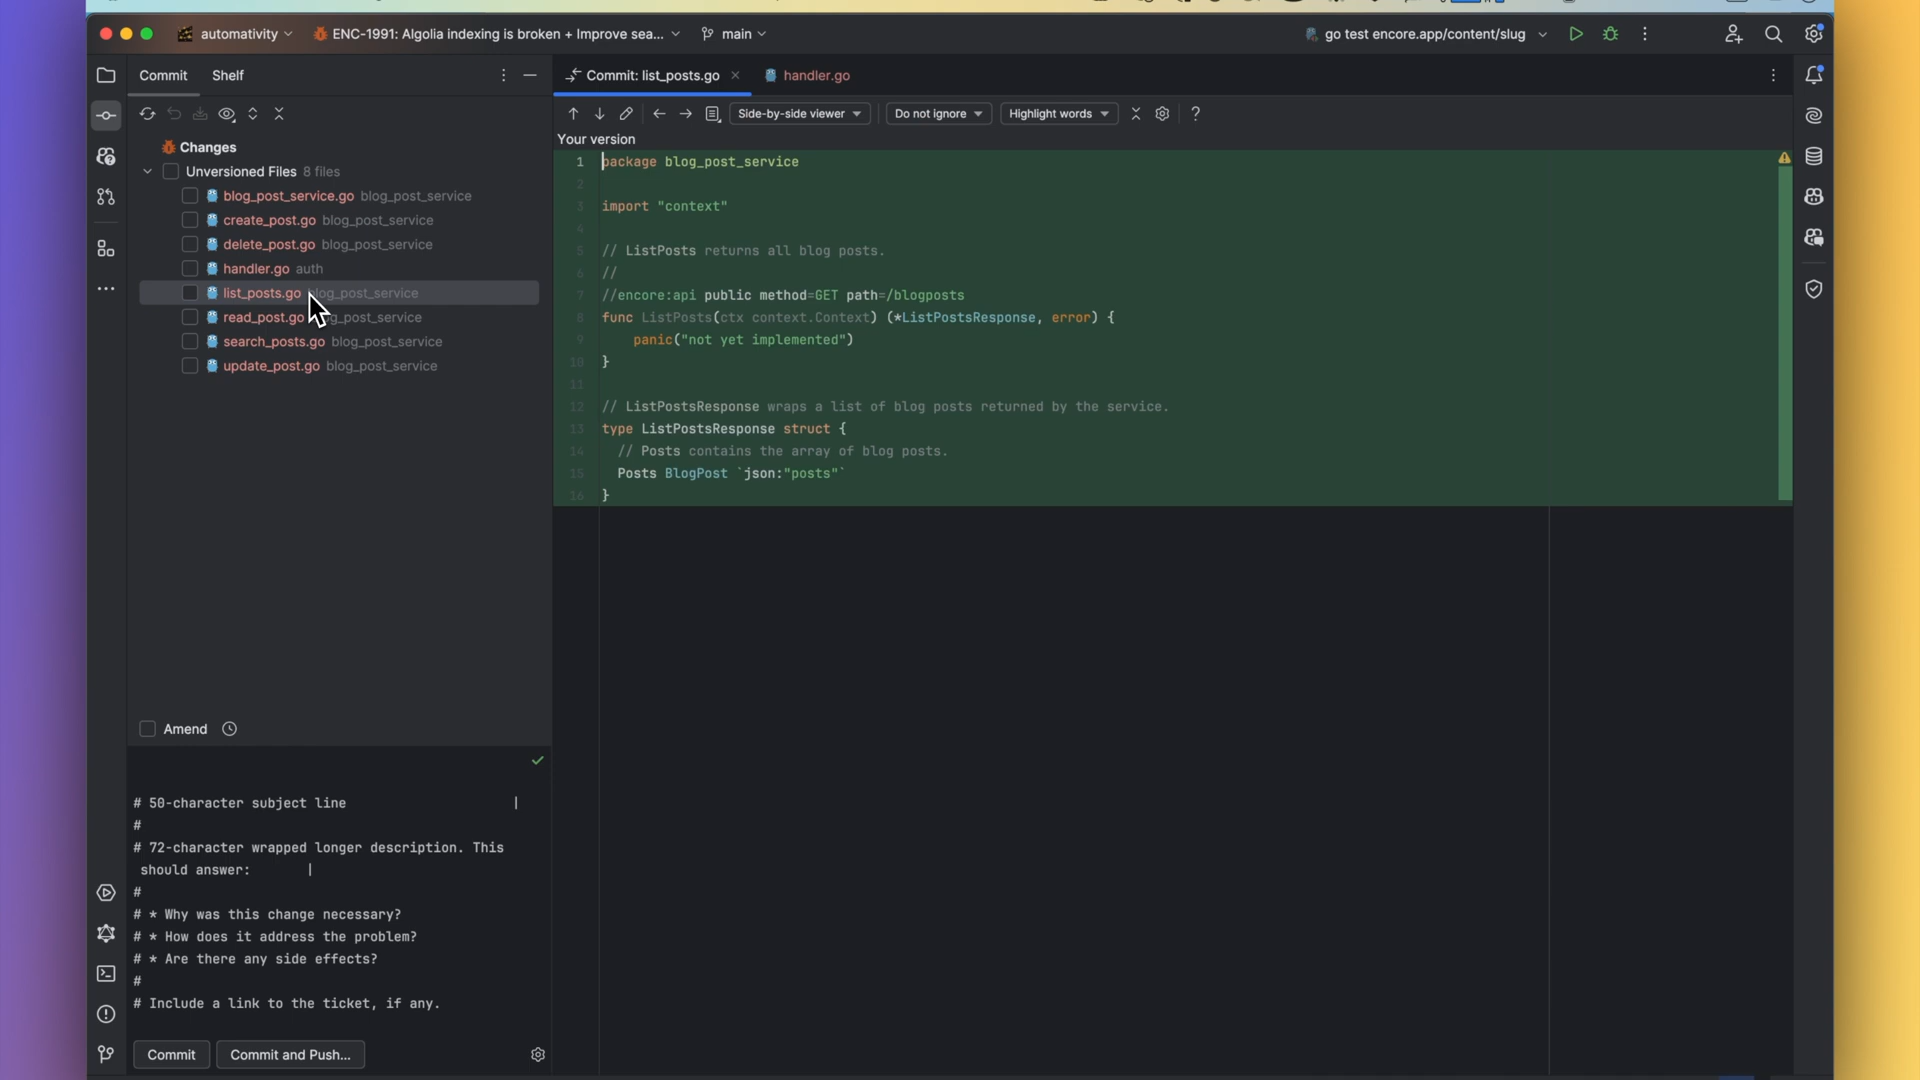 automativity
ENC-1991: Algolia indexing is broken + Improve sea...
main
go test encore.app/content/slug
Commit
Shelf
Commit: list_posts.go
handler.go
Side-by-side viewer
Do not ignore
Highlight words
?
Your version
Changes
Unversioned Files 8 files
blog_post_service.go blog_post_service
create_post.go blog_post_service
delete_post.go blog_post_service
handler.go auth
list_posts.go blog_post_service
read_post.go g_post_service
search_posts.go blog_post_service
update_post.go blog_post_service
1 package blog_post_service
2
3 import "context"
4
5 // ListPosts returns all blog posts.
6 //
7 //encore:api public method=GET path=/blogposts
8 func ListPosts(ctx context.Context) (*ListPostsResponse, error) {
9 panic("not yet implemented")
10 }
11
12 // ListPostsResponse wraps a list of blog posts returned by the service.
13 type ListPostsResponse struct {
14 // Posts contains the array of blog posts.
15 Posts BlogPost `json:"posts"`
16 }
Amend
# 50-character subject line |
#
# 72-character wrapped longer description. This
should answer: |
#
# * Why was this change necessary?
# * How does it address the problem?
# * Are there any side effects?
#
# Include a link to the ticket, if any.
Commit
Commit and Push...